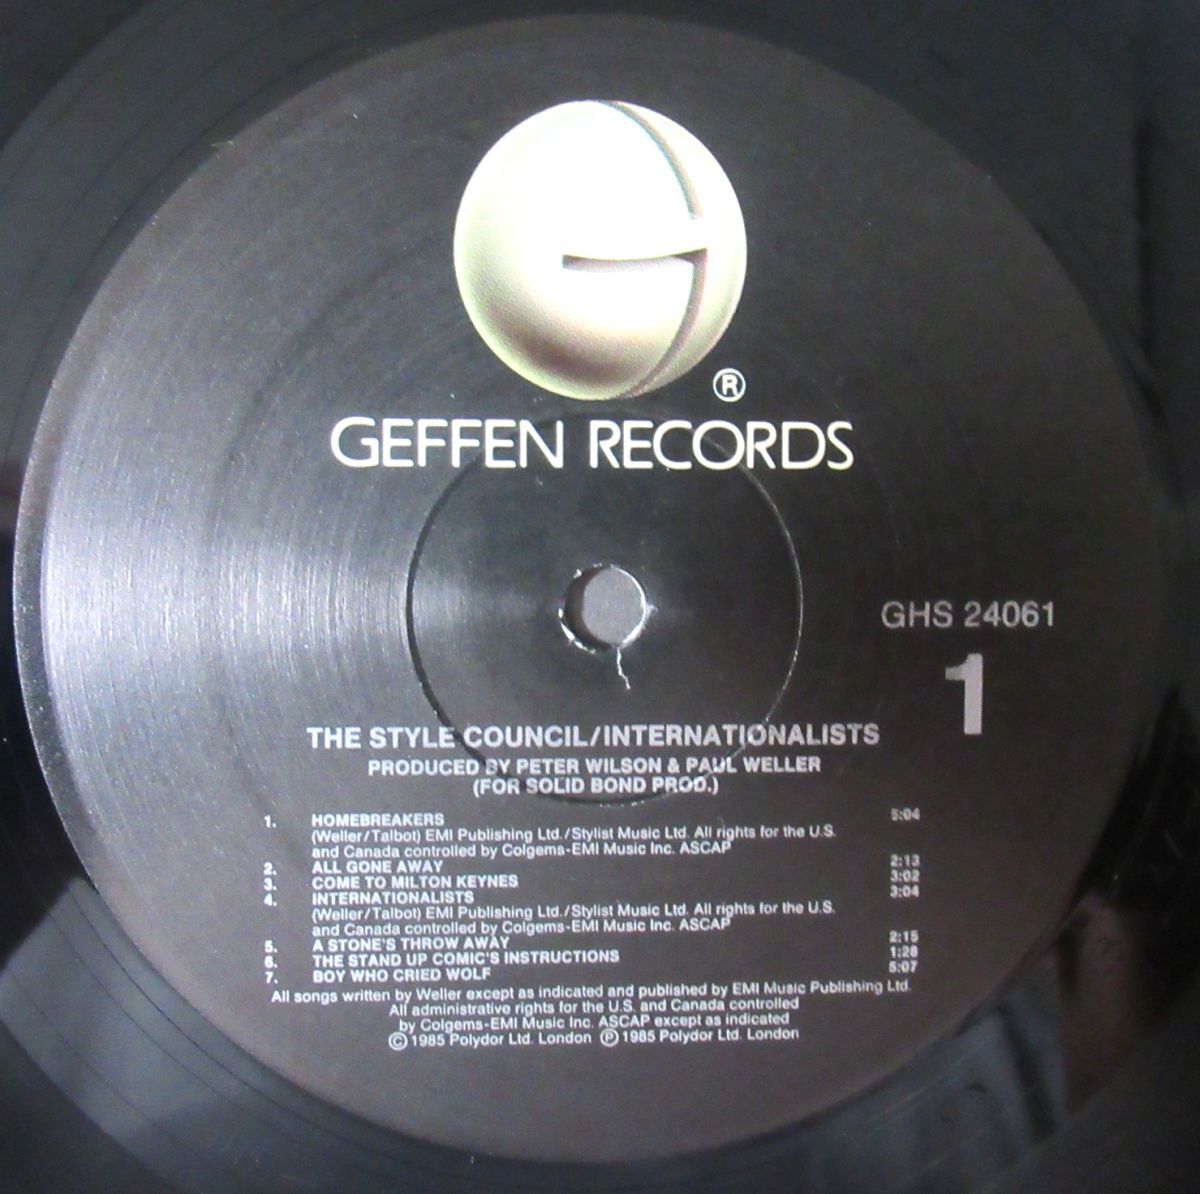 ®
GEFFEN RECORDS
GHS 24061
1
THE STYLE COUNCIL/INTERNATIONALISTS
PRODUCED BY PETER WILSON & PAUL WELLER
(FOR SOLID BOND PROD.)
1. HOMEBREAKERS 5:04
(Weller/Talbot) EMI Publishing Ltd./Stylist Music Ltd. All rights for the U.S.
and Canada controlled by Colgems-EMI Music Inc. ASCAP
2. ALL GONE AWAY 2:13
3. COME TO MILTON KEYNES 3:02
4. INTERNATIONALISTS 3:04
(Weller/Talbot) EMI Publishing Ltd./Stylist Music Ltd. All rights for the U.S.
and Canada controlled by Colgems-EMI Music Inc. ASCAP
5. A STONE'S THROW AWAY 2:15
6. THE STAND UP COMIC'S INSTRUCTIONS 1:28
7. BOY WHO CRIED WOLF 5:07
All songs written by Weller except as indicated and published by EMI Music Publishing Ltd.
All administrative rights for the U.S. and Canada controlled
by Colgems-EMI Music Inc. ASCAP except as indicated
© 1985 Polydor Ltd. London ℗ 1985 Polydor Ltd. London